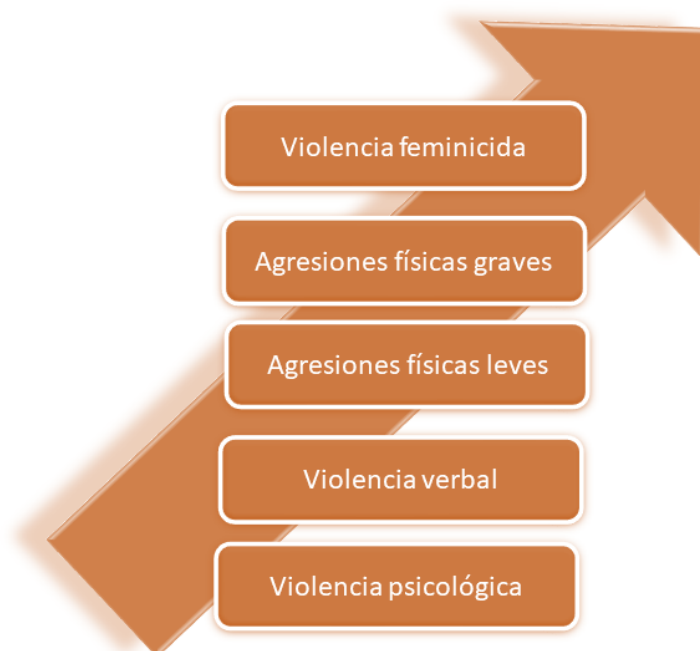 Violencia feminicida
Agresiones físicas graves
Agresiones físicas leves
Violencia verbal
Violencia psicológica